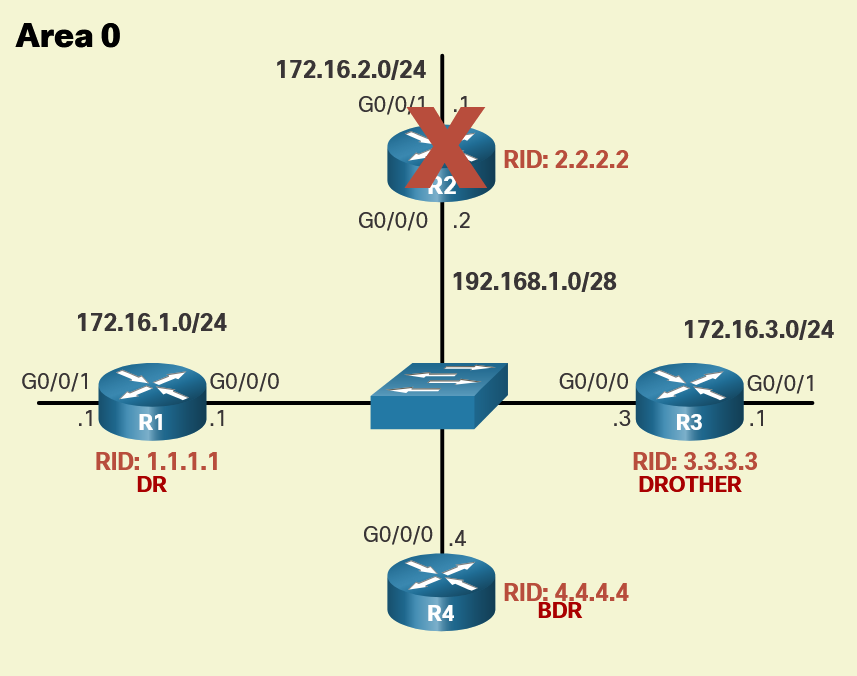 Area 0
172.16.2.0/24
G0/0/1 .1
R2
RID: 2.2.2.2
G0/0/0 .2
192.168.1.0/28
172.16.1.0/24
172.16.3.0/24
G0/0/1 G0/0/0
G0/0/0 G0/0/1
.1 R1 .1
.3 R3 .1
RID: 1.1.1.1
DR
RID: 3.3.3.3
DROTHER
G0/0/0 .4
R4
RID: 4.4.4.4
BDR